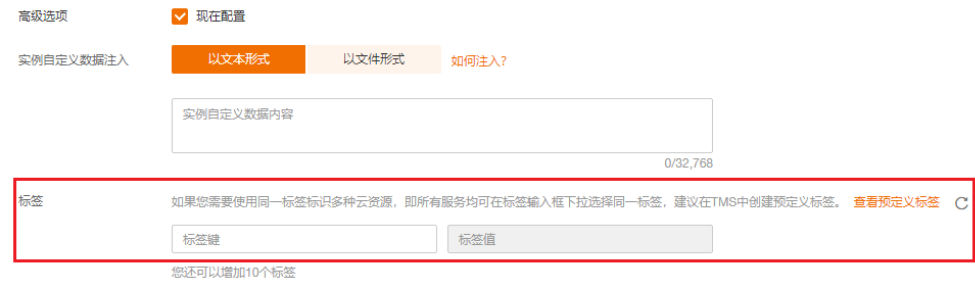 高级选项 现在配置
实例自定义数据注入 以文本形式 以文件形式 如何注入?
实例自定义数据内容
0/32,768
标签 如果您需要使用同一标签标识多种云资源，即所有服务均可在标签输入框下拉选择同一标签，建议在TMS中创建预定义标签。 查看预定义标签
标签键 标签值
您还可以增加10个标签